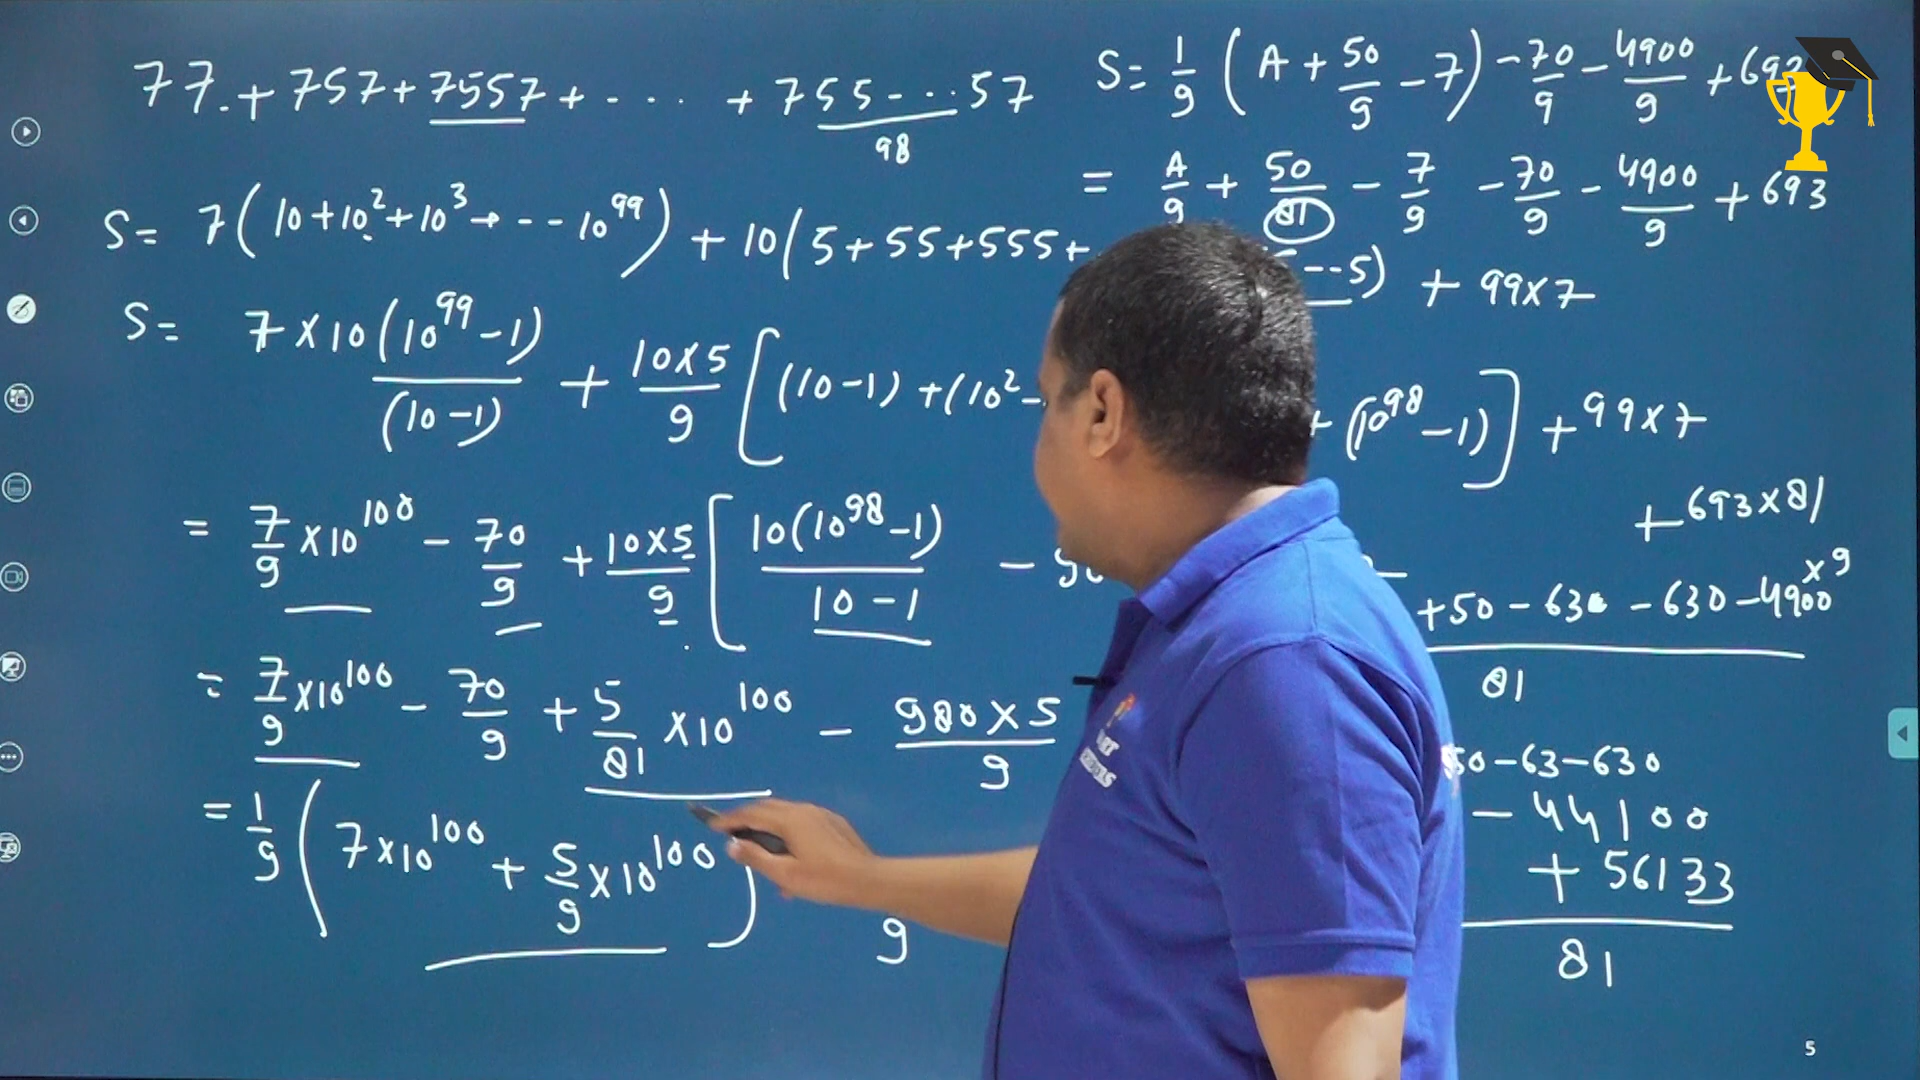 77 + 757 + 7557 + - - - + 755---57
98
S = 7(10+10²+10³+ --- 10⁹⁹) + 10(5+55+555+ --5) + 99×7
S = 7×10(10⁹⁹-1)/(10-1) + 10×5/9 [(10-1)+(10²- + (10⁹⁸-1)] + 99×7
= 7/9 ×10¹⁰⁰ - 70/9 + 10×5/9 [10(10⁹⁸-1)/10-1 -
= 7/9 ×10¹⁰⁰ - 70/9 + 5/81 ×10¹⁰⁰ - 980×5/9
= 1/9 (7×10¹⁰⁰ + 5/9 ×10¹⁰⁰)
9
S = 1/9 (A + 50/9 - 7) - 70/9 - 4900/9 + 693
= A/9 + 50/81 - 7/9 - 70/9 - 4900/9 + 693
+ 693×81
+50-630-630-4900×9
81
50-63-630
- 44100
+ 56133
81
5